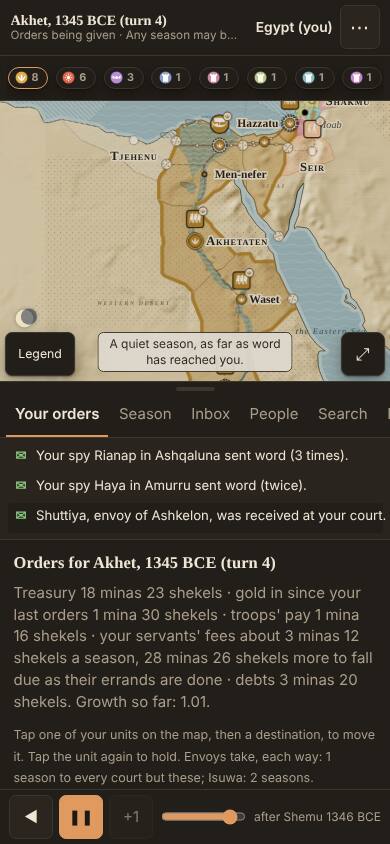 Akhet, 1345 BCE (turn 4)
Orders being given · Any season may b…
Egypt (you)
8
6
3
1
1
1
1
1
SHAKMU
Hazzatu
Moab
TJEHENU
SEIR
Men-nefer
SINAI
AKHETATEN
WESTERN DESERT
Waset
the Eastern Sea
Legend
A quiet season, as far as word
has reached you.
Your orders
Season
Inbox
People
Search
Your spy Rianap in Ashqaluna sent word (3 times).
Your spy Haya in Amurru sent word (twice).
Shuttiya, envoy of Ashkelon, was received at your court.
Orders for Akhet, 1345 BCE (turn 4)
Treasury 18 minas 23 shekels · gold in since your
last orders 1 mina 30 shekels · troops' pay 1 mina
16 shekels · your servants' fees about 3 minas 12
shekels a season, 28 minas 26 shekels more to fall
due as their errands are done · debts 3 minas 20
shekels. Growth so far: 1.01.
Tap one of your units on the map, then a destination, to move
it. Tap the unit again to hold. Envoys take, each way: 1
season to every court but these; Isuwa: 2 seasons.
+1
after Shemu 1346 BCE